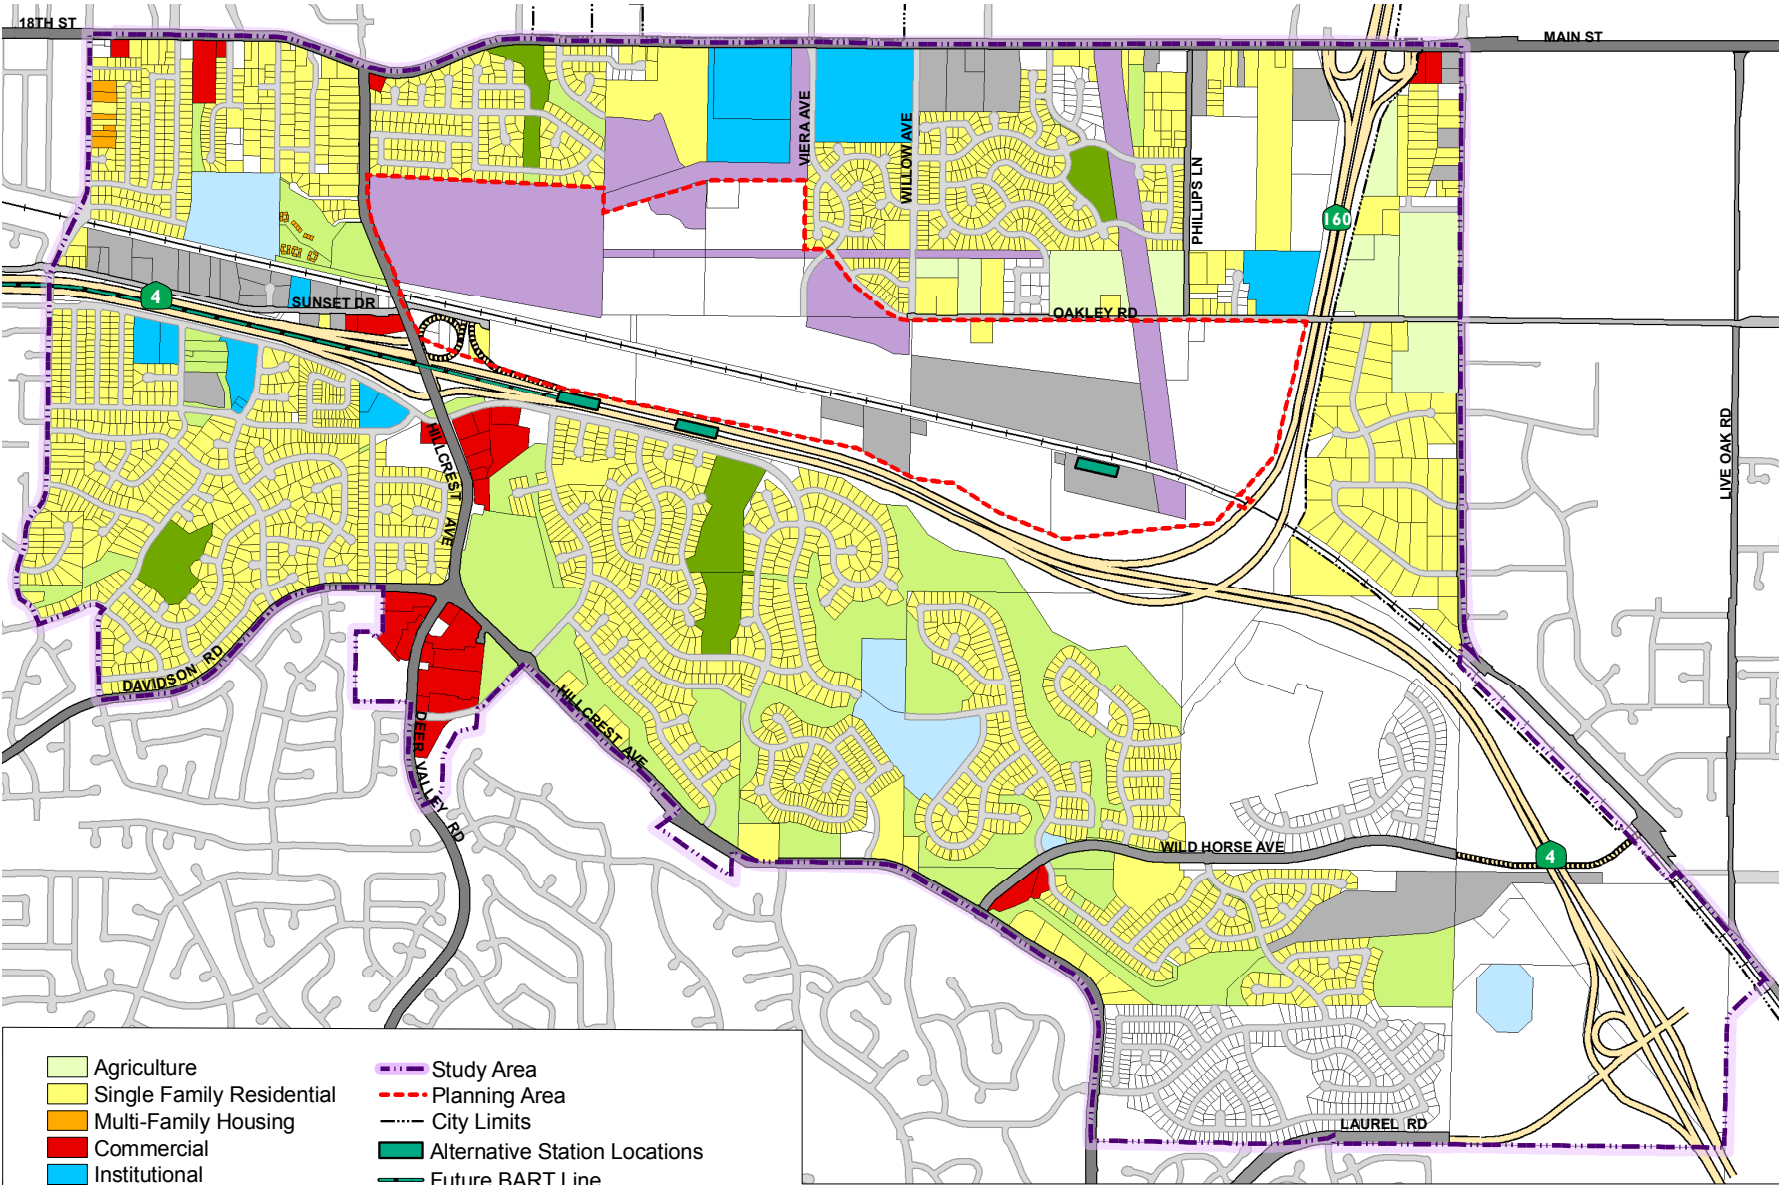 18TH ST
MAIN ST
VIERA AVE
WILLOW AVE
PHILLIPS LN
160
4
SUNSET DR
OAKLEY RD
HILLCREST AVE
LIVE OAK RD
DAVIDSON RD
HILLCREST AVE
DEER VALLEY RD
WILD HORSE AVE
4
LAUREL RD
Agriculture
Single Family Residential
Multi-Family Housing
Commercial
Institutional
Study Area
Planning Area
City Limits
Alternative Station Locations
Future BART Line